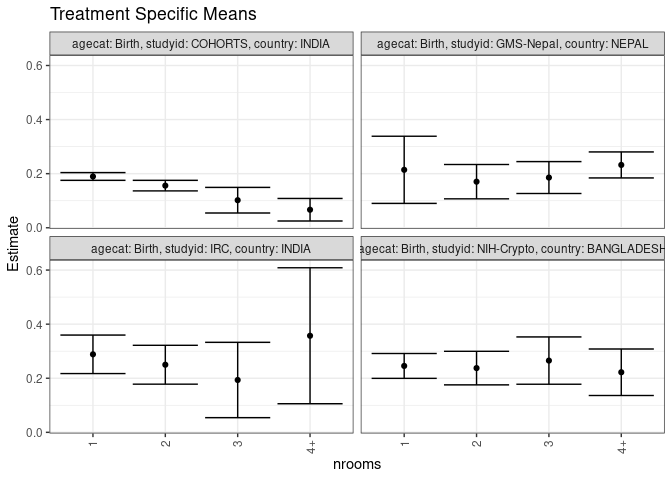 Treatment Specific Means
agecat: Birth, studyid: COHORTS, country: INDIA
agecat: Birth, studyid: GMS-Nepal, country: NEPAL
0.6
0.4
0.2
0.0
agecat: Birth, studyid: IRC, country: INDIA
agecat: Birth, studyid: NIH-Crypto, country: BANGLADESH
0.6
0.4
0.2
0.0
Estimate
1 2 3 4+ 1 2 3 4+
nrooms